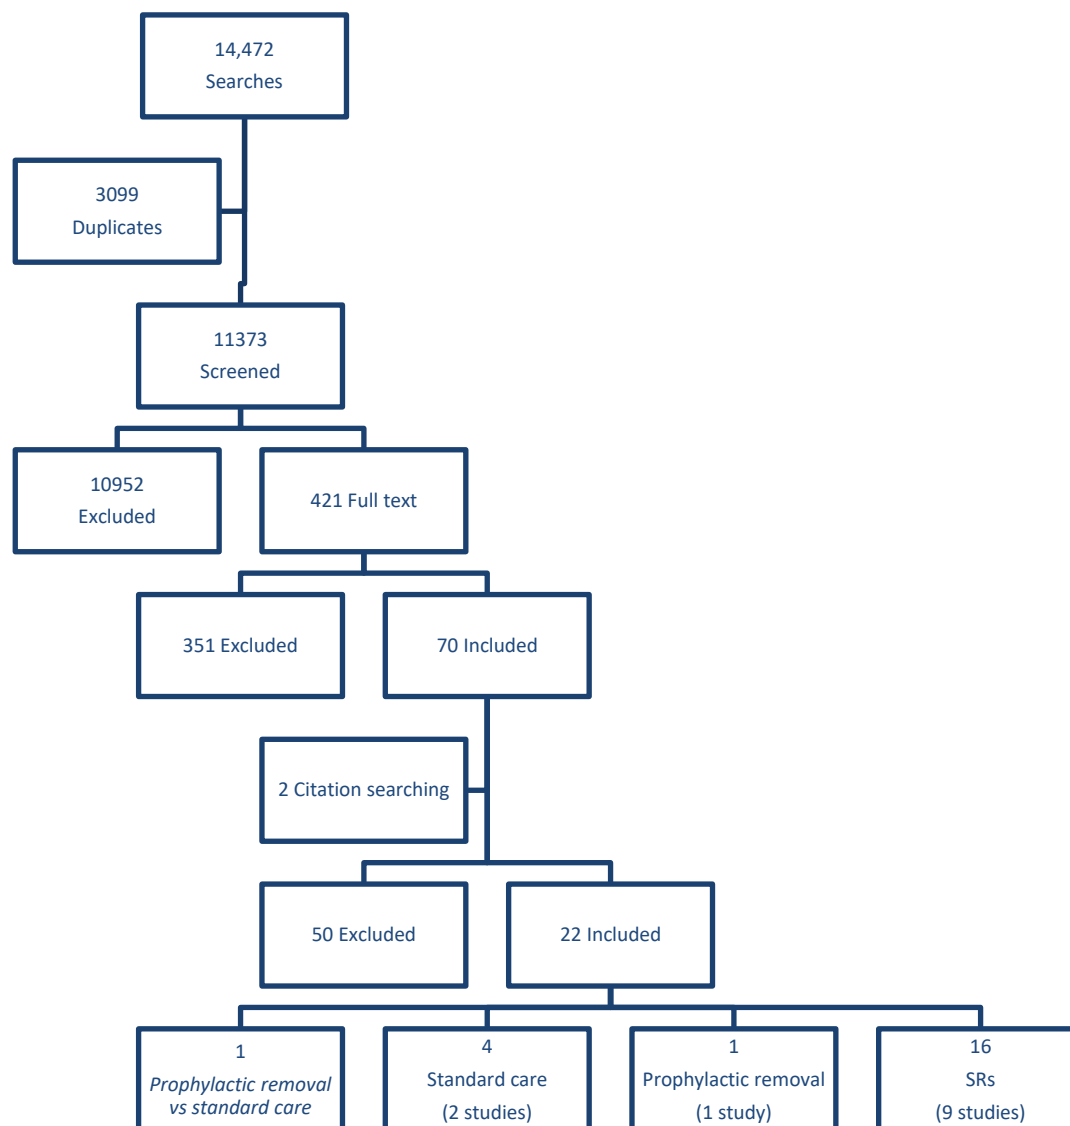 14,472
Searches
3099
Duplicates
11373
Screened
10952
Excluded
421 Full text
351 Excluded
70 Included
2 Citation searching
50 Excluded
22 Included
1
Prophylactic removal
vs standard care
4
Standard care
(2 studies)
1
Prophylactic removal
(1 study)
16
SRs
(9 studies)